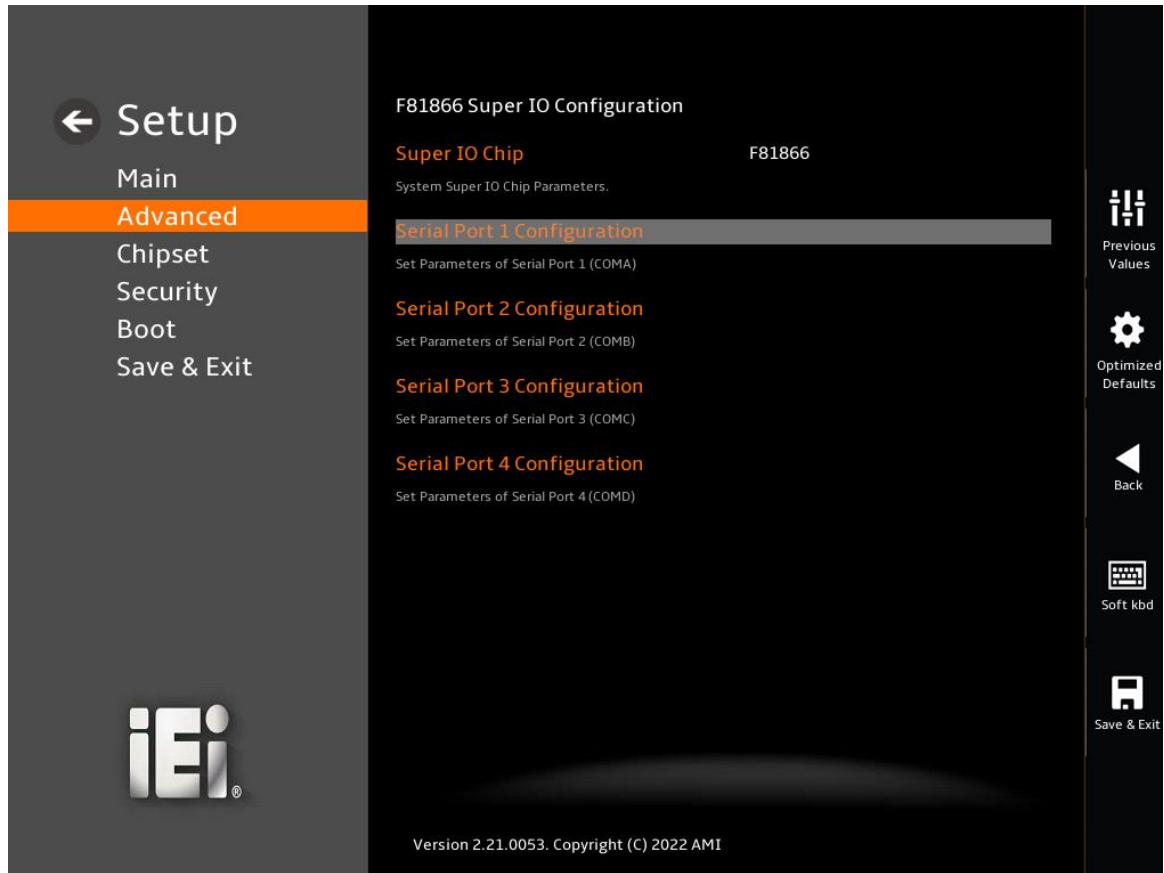 Setup
Main
Advanced
Chipset
Security
Boot
Save & Exit
iEi®
F81866 Super IO Configuration
Super IO Chip F81866
System Super IO Chip Parameters.
Serial Port 1 Configuration
Set Parameters of Serial Port 1 (COMA)
Serial Port 2 Configuration
Set Parameters of Serial Port 2 (COMB)
Serial Port 3 Configuration
Set Parameters of Serial Port 3 (COMC)
Serial Port 4 Configuration
Set Parameters of Serial Port 4 (COMD)
Version 2.21.0053. Copyright (C) 2022 AMI
Previous
Values
Optimized
Defaults
Back
Soft kbd
Save & Exit